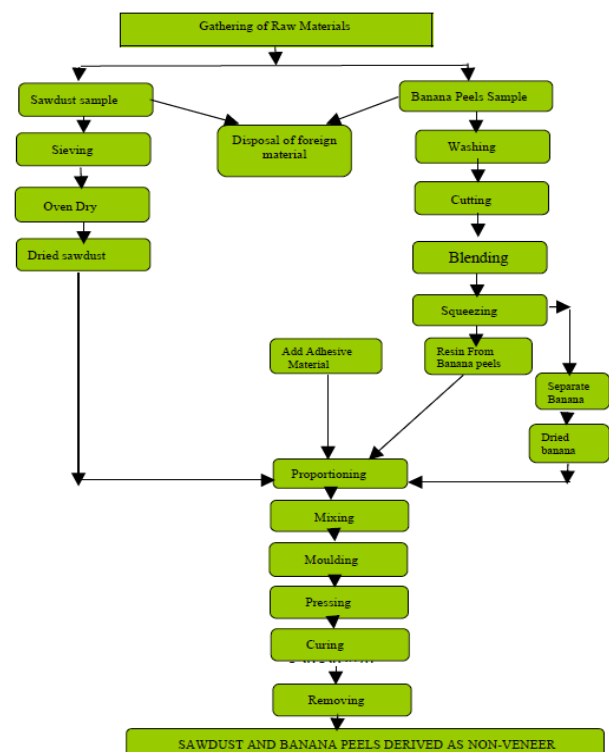 Gathering of Raw Materials
Sawdust sample
Banana Peels Sample
Disposal of foreign
material
Sieving
Washing
Oven Dry
Cutting
Dried sawdust
Blending
Squeezing
Add Adhesive
Material
Resin From
Banana peels
Separate
Banana
Dried
banana
Proportioning
Mixing
Moulding
Pressing
Curing
Removing
SAWDUST AND BANANA PEELS DERIVED AS NON-VENEER